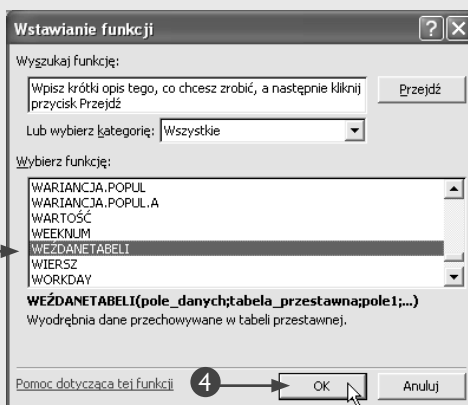 Wstawianie funkcji
Wyszukaj funkcję:
Wpisz krótki opis tego, co chcesz zrobić, a następnie kliknij
przycisk Przejdź
Przejdź
Lub wybierz kategorię: Wszystkie
Wybierz funkcję:
WARIANCJA.POPUL
WARIANCJA.POPUL.A
WARTOŚĆ
WEEKNUM
WEŹDANETABELI
WIERSZ
WORKDAY
WEŹDANETABELI(pole_danych;tabela_przestawna;pole1;...)
Wyodrębnia dane przechowywane w tabeli przestawnej.
Pomoc dotycząca tej funkcji 4 OK Anuluj